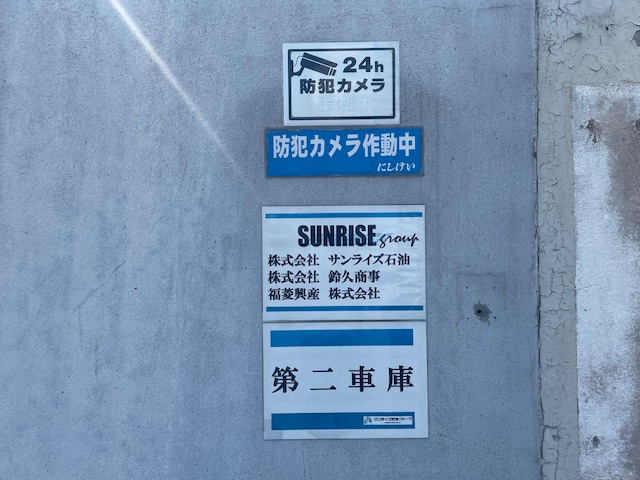 24h
防犯カメラ
作動中
防犯カメラ作動中
にしけい
SUNRISE group
株式会社 サンライズ石油
株式会社 鈴久商事
福菱興産 株式会社
第二車庫